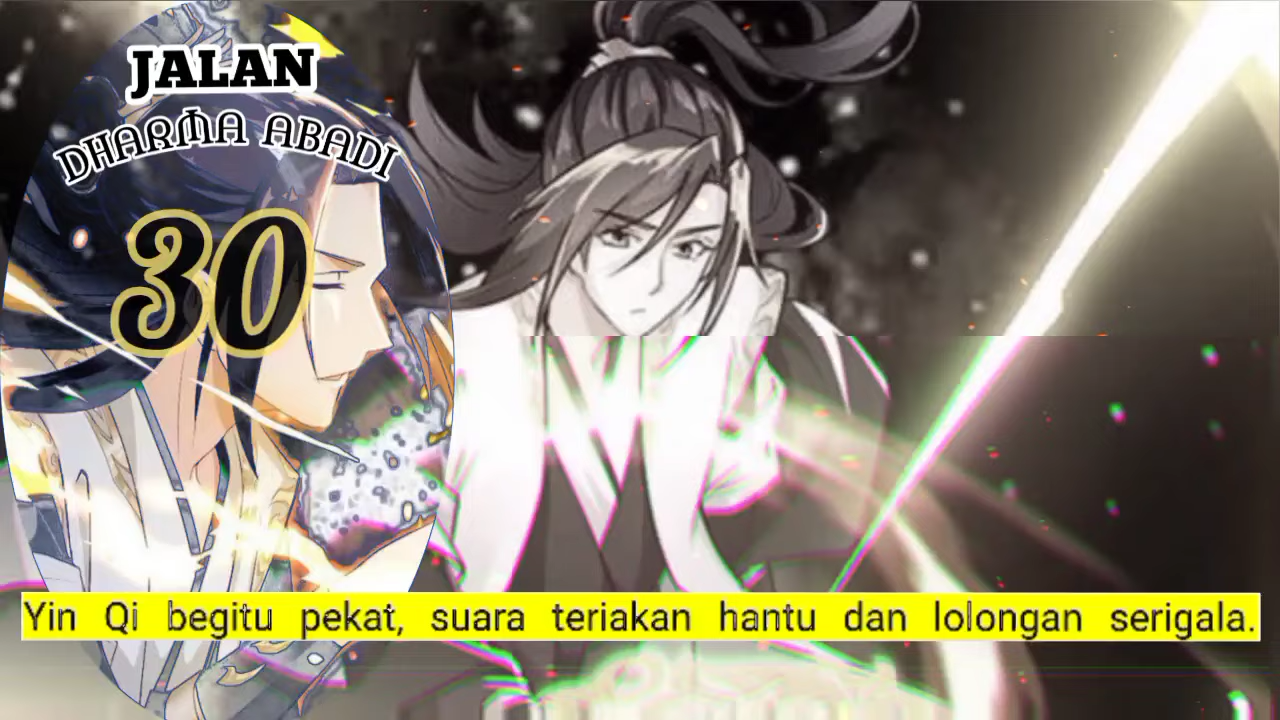 JALAN
DHARMA ABADI
30
Yin Qi begitu pekat, suara teriakan hantu dan lolongan serigala.